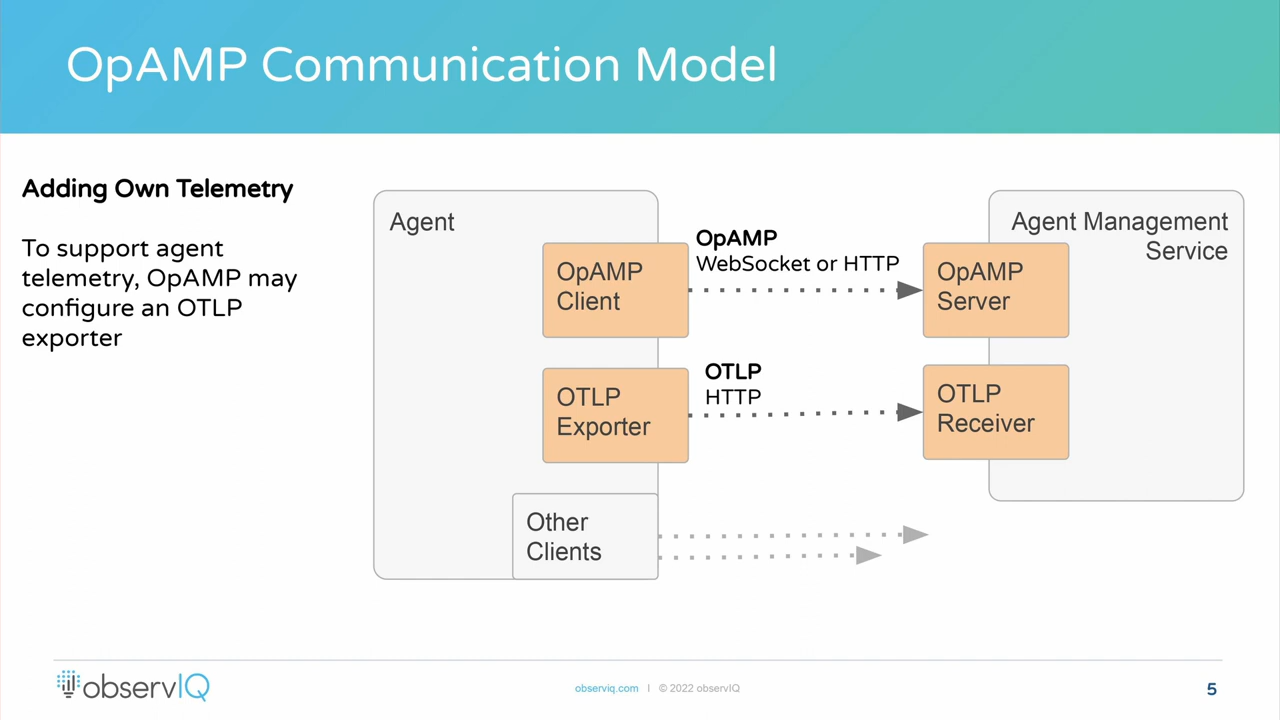 OpAMP Communication Model
Adding Own Telemetry
To support agent
telemetry, OpAMP may
configure an OTLP
exporter
Agent
OpAMP
Client
OpAMP
WebSocket or HTTP
Agent Management
Service
OpAMP
Server
OTLP
Exporter
OTLP
HTTP
OTLP
Receiver
Other
Clients
observIQ
observiq.com | © 2022 observIQ
5